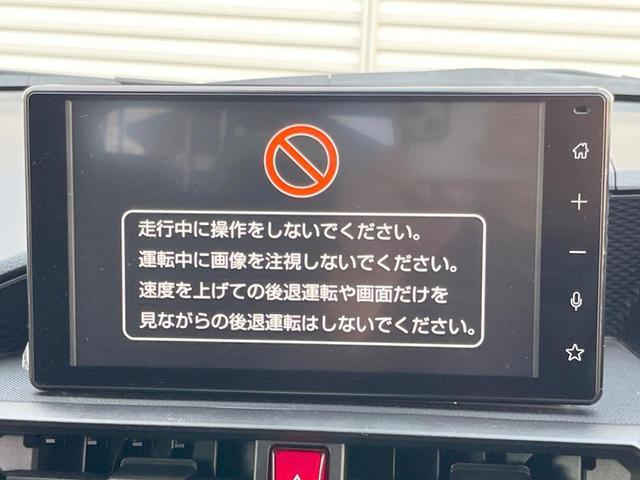 走行中に操作をしないでください。
運転中に画像を注視しないでください。
速度を上げての後退運転や画面だけを
見ながらの後退運転はしないでください。